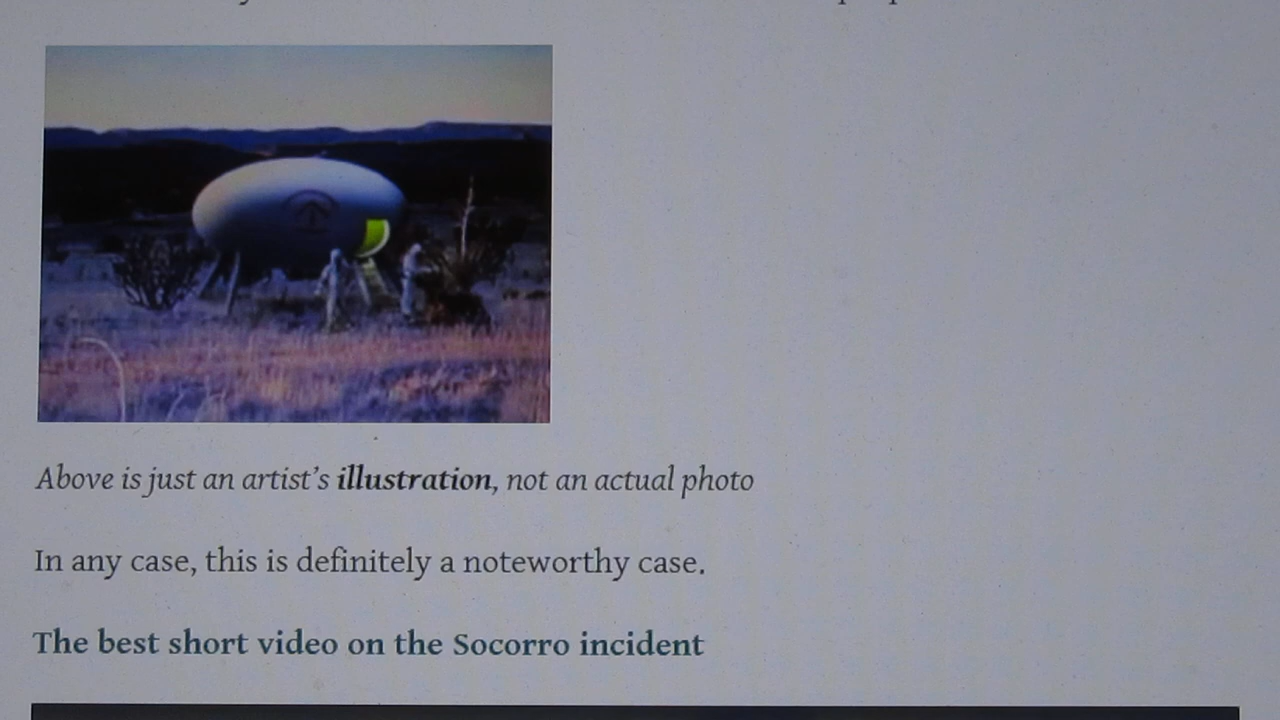 Above is just an artist's illustration, not an actual photo
In any case, this is definitely a noteworthy case.
The best short video on the Socorro incident